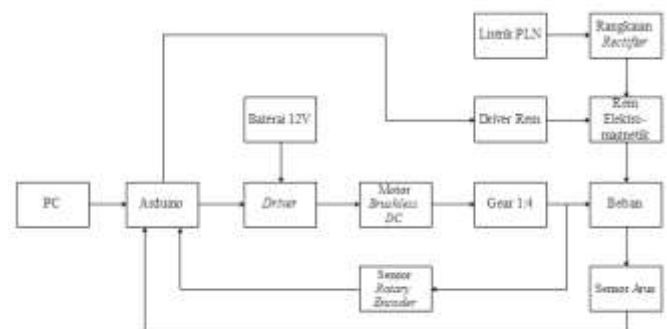 Listrik PLN
Rangkaian
Rectifier
Baterai 12V
Driver Rem
Rem
Elektro-
magnetik
PC
Arduino
Driver
Motor
Brushless
DC
Gear 1:4
Beban
Sensor
Rotary
Encoder
Sensor Arus